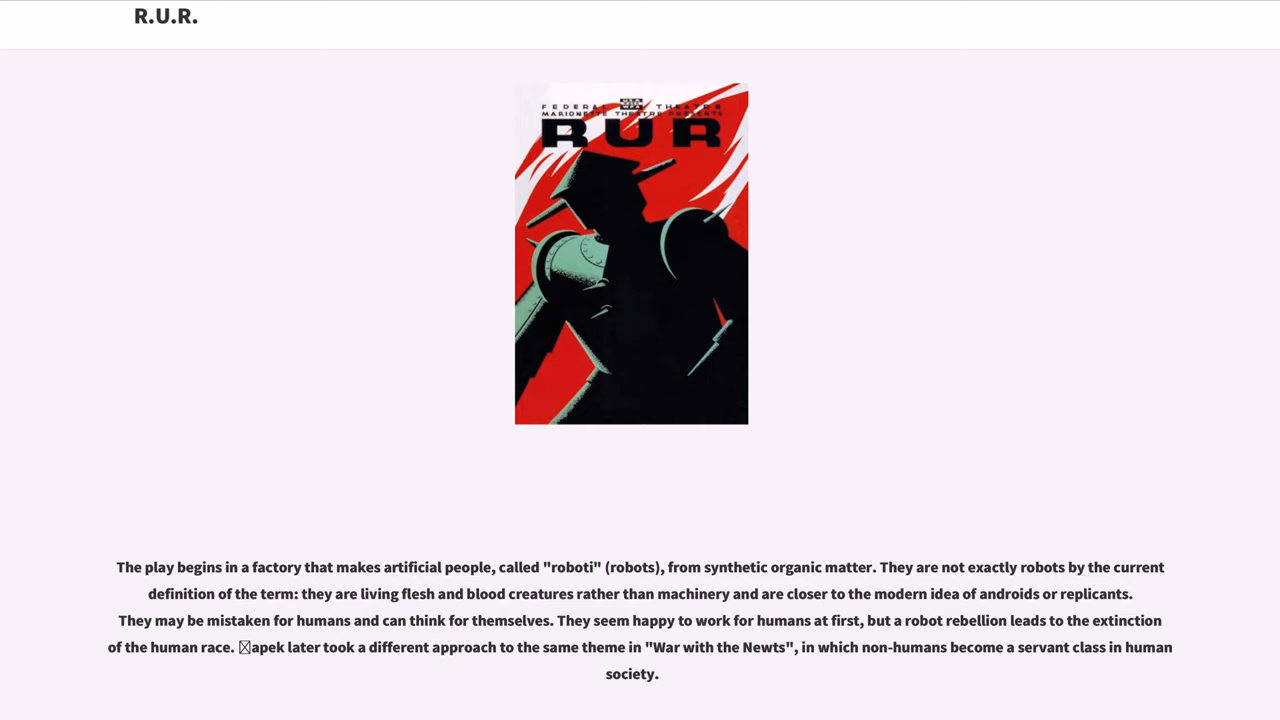 R.U.R.
FEDERAL USA WPA THEATRE
MARIONETTE THEATRE PRESENTS
RUR
The play begins in a factory that makes artificial people, called "roboti" (robots), from synthetic organic matter. They are not exactly robots by the current
definition of the term: they are living flesh and blood creatures rather than machinery and are closer to the modern idea of androids or replicants.
They may be mistaken for humans and can think for themselves. They seem happy to work for humans at first, but a robot rebellion leads to the extinction
of the human race. apek later took a different approach to the same theme in "War with the Newts", in which non-humans become a servant class in human
society.